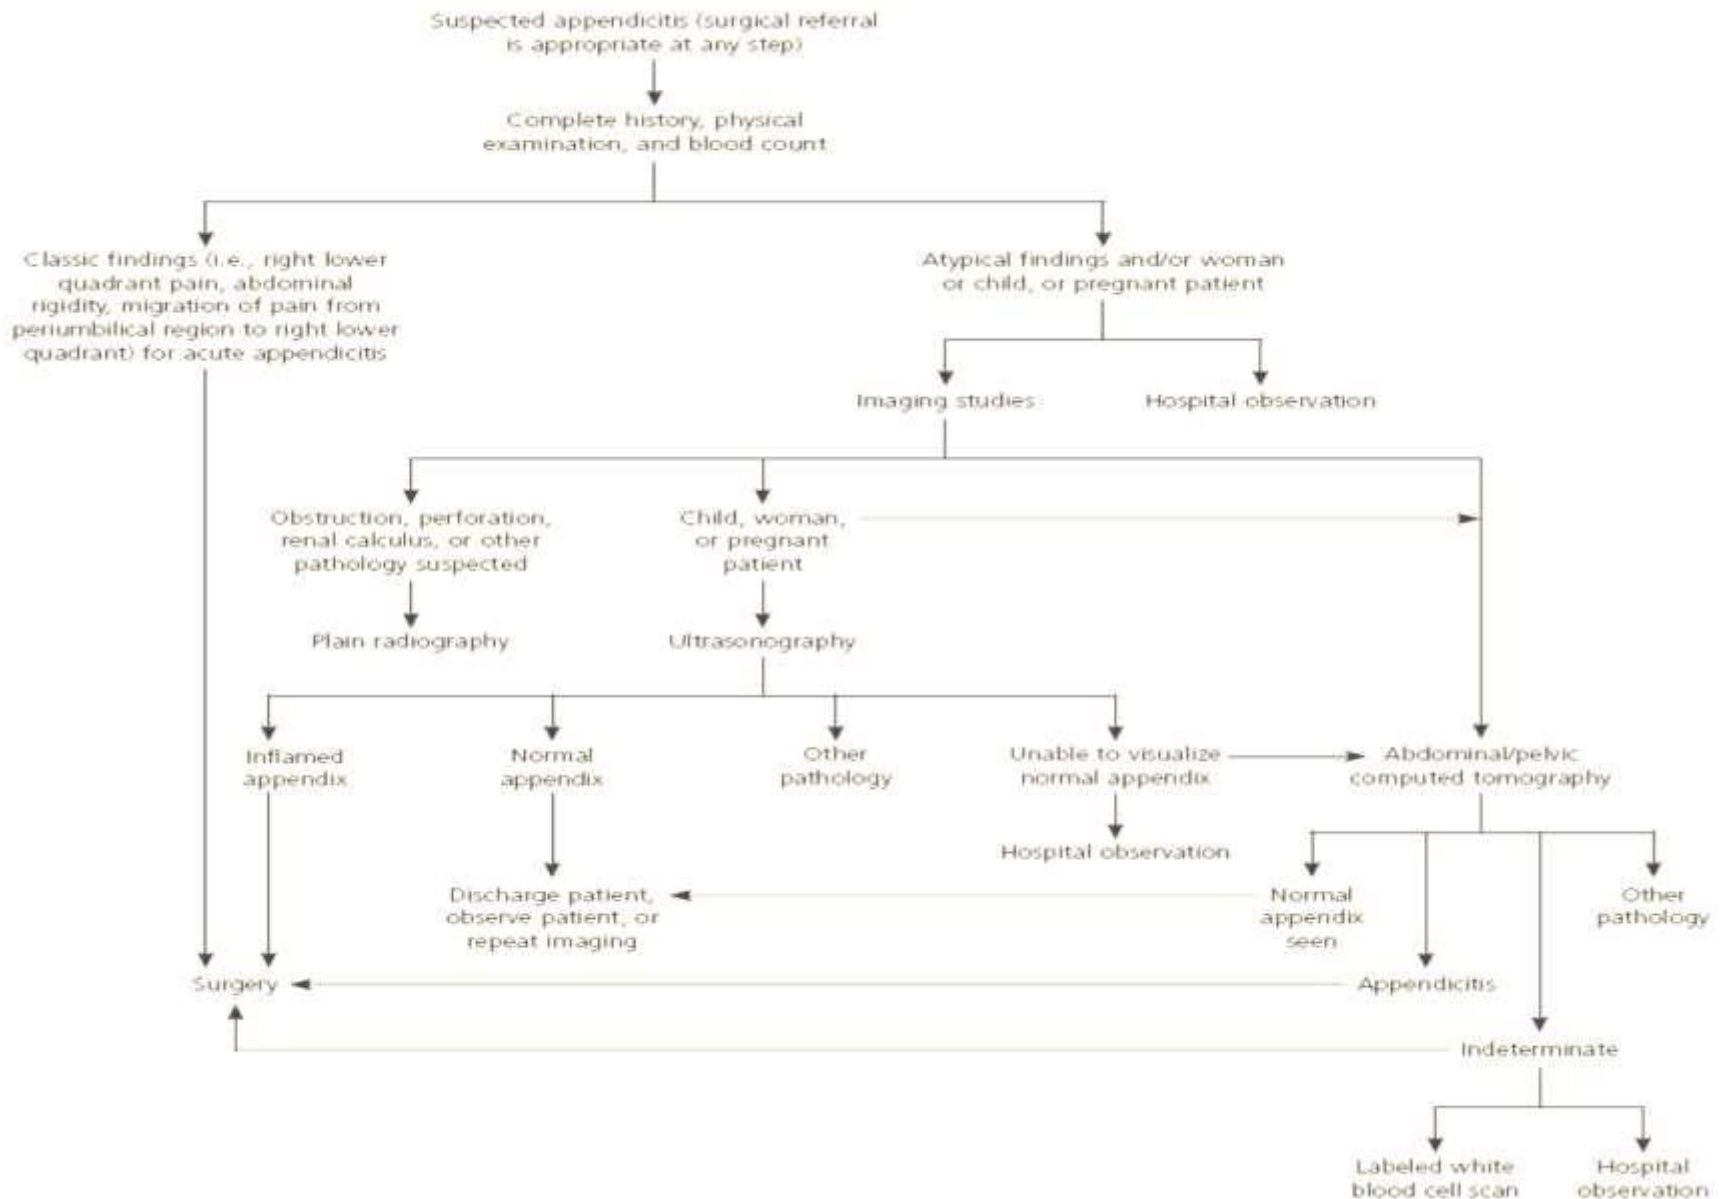 Suspected appendicitis (surgical referral
is appropriate at any step)
Complete history, physical
examination, and blood count
Classic findings (i.e., right lower
quadrant pain, abdominal
rigidity, migration of pain from
periumbilical region to right lower
quadrant) for acute appendicitis
Atypical findings and/or woman
or child, or pregnant patient
Imaging studies
Hospital observation
Obstruction, perforation,
renal calculus, or other
pathology suspected
Child, woman,
or pregnant
patient
Plain radiography
Ultrasonography
Inflamed
appendix
Normal
appendix
Other
pathology
Unable to visualize
normal appendix
Abdominal/pelvic
computed tomography
Hospital observation
Discharge patient,
observe patient, or
repeat imaging
Normal
appendix
seen
Other
pathology
Surgery
Appendicitis
Indeterminate
Labeled white
blood cell scan
Hospital
observation